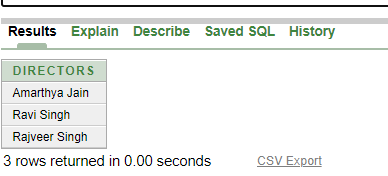 Results Explain Describe Saved SQL History
DIRECTORS
Amarthya Jain
Ravi Singh
Rajveer Singh
3 rows returned in 0.00 seconds CSV Export